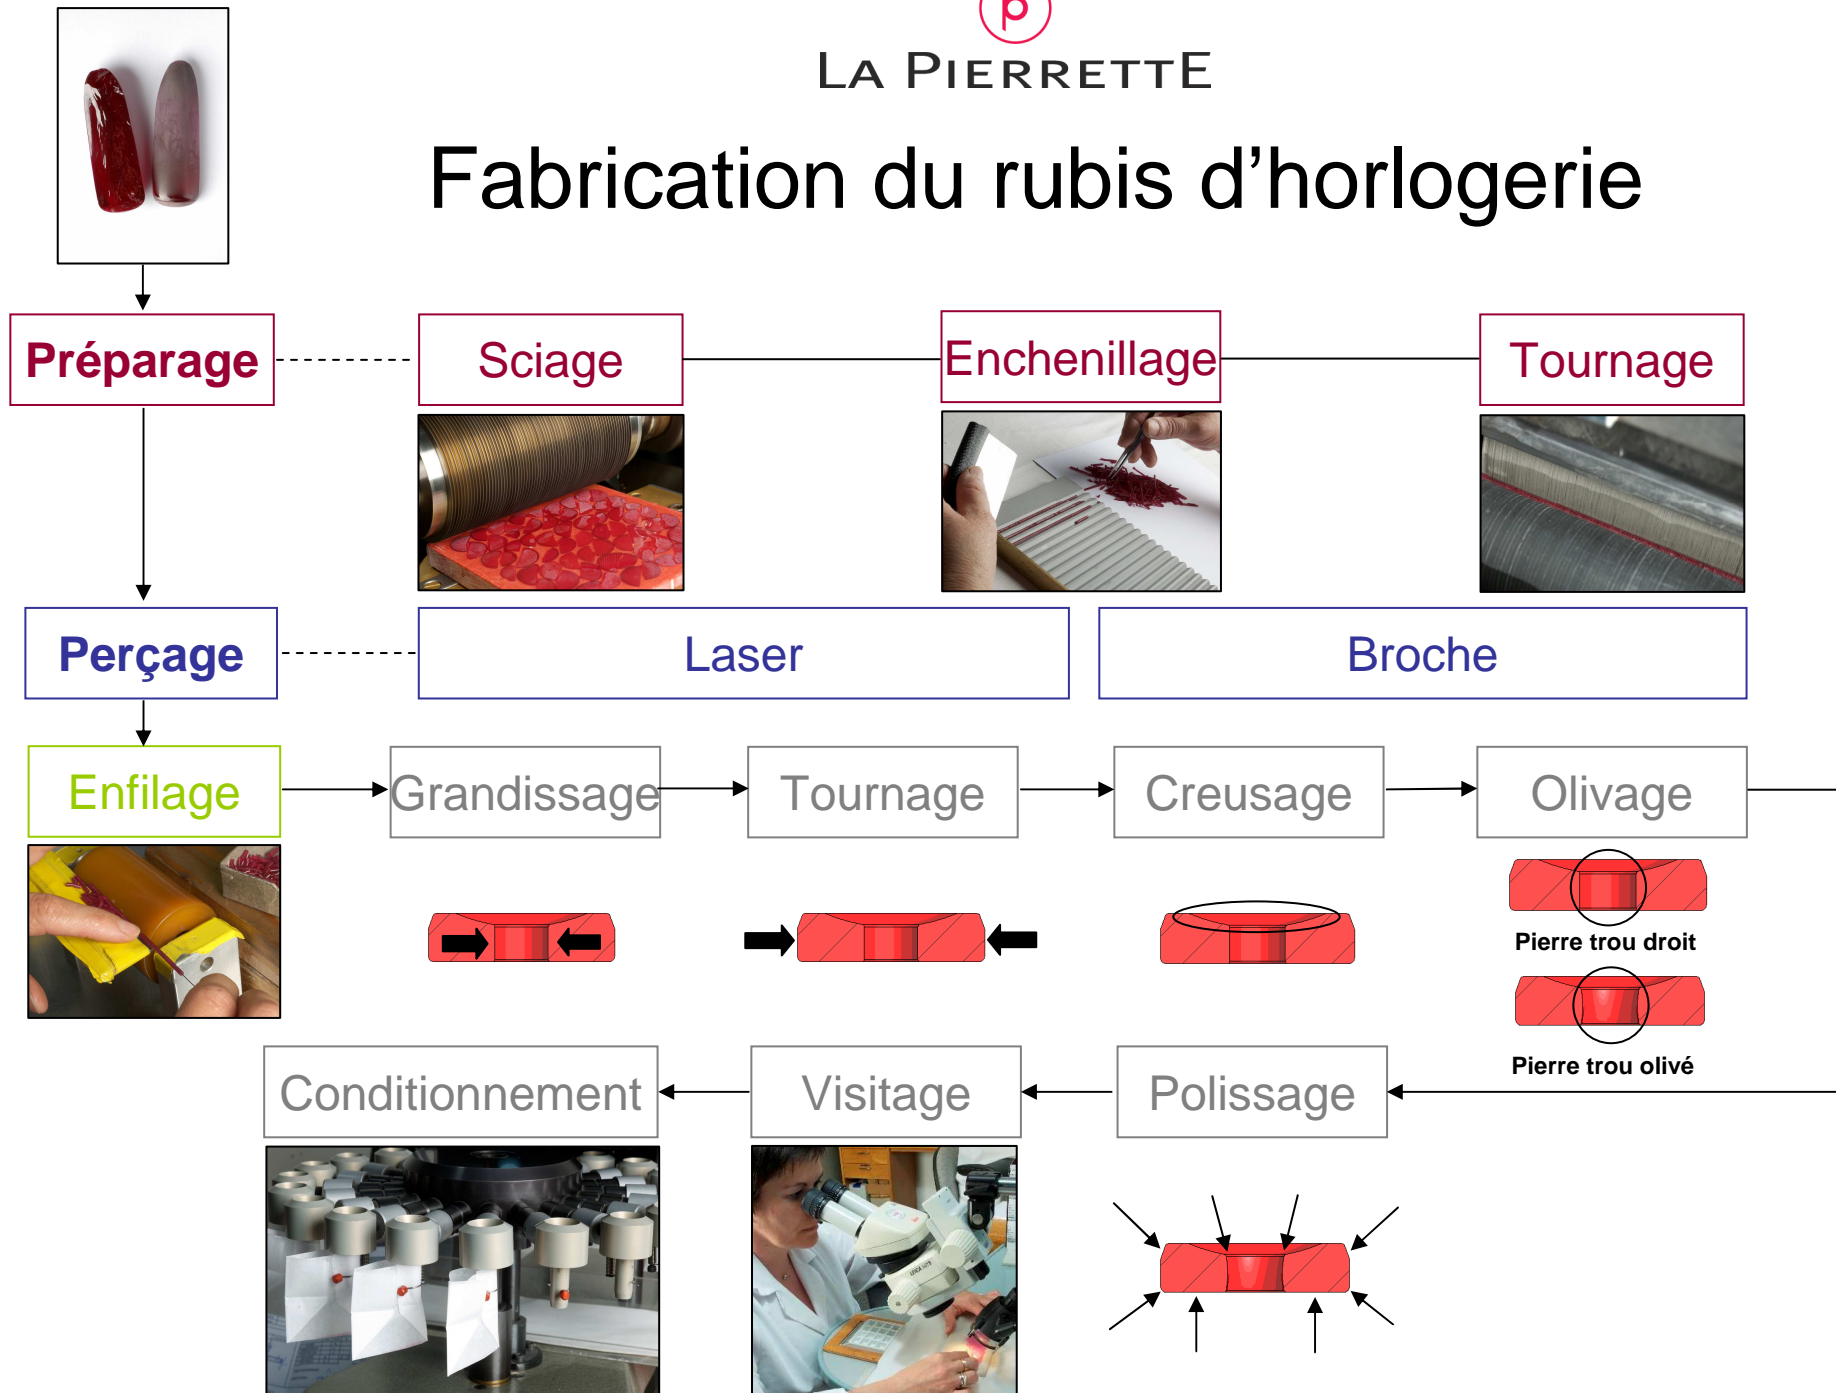 p
LA PIERRETTE
Fabrication du rubis d’horlogerie
Préparage
Sciage
Enchenillage
Tournage
Perçage
Laser
Broche
Enfilage
Grandissage
Tournage
Creusage
Olivage
Pierre trou droit
Pierre trou olivé
Conditionnement
Visitage
Polissage